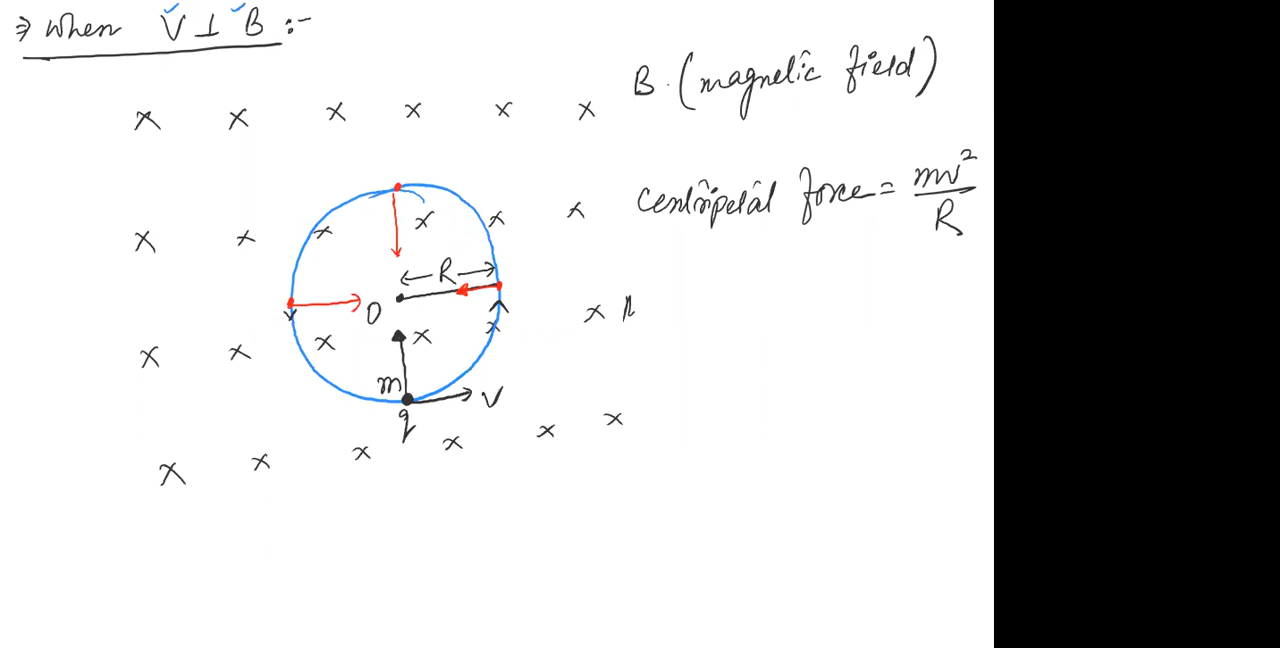 ⇒ When V ⊥ B :-
B. (magnetic field)
x x x x x x
Centripetal force = mv²/R
x x x x x x
R
O
x
x x x x x x
m
V
q
x x x x x x